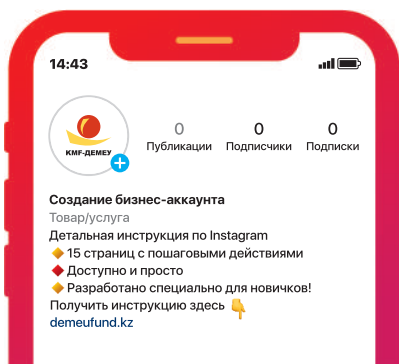 14:43
KMF-ДЕМЕУ
0 0 0
Публикации Подписчики Подписки
Создание бизнес-аккаунта
Товар/услуга
Детальная инструкция по Instagram
15 страниц с пошаговыми действиями
Доступно и просто
Разработано специально для новичков!
Получить инструкцию здесь
demeufund.kz